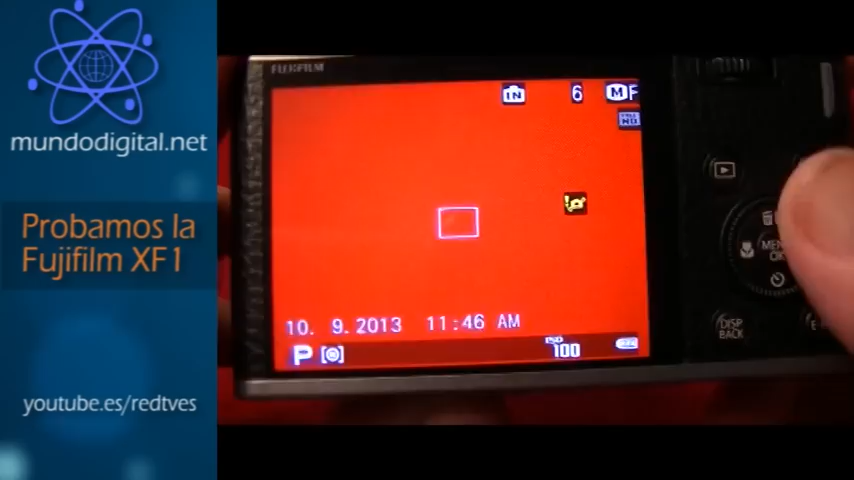 mundodigital.net
Probamos la
Fujifilm XF1
youtube.es/redtves
FUJIFILM
IN 6 M F
ND
10. 9.2013 11:46 AM
P ISO 100
MENU
OK
DISP
BACK